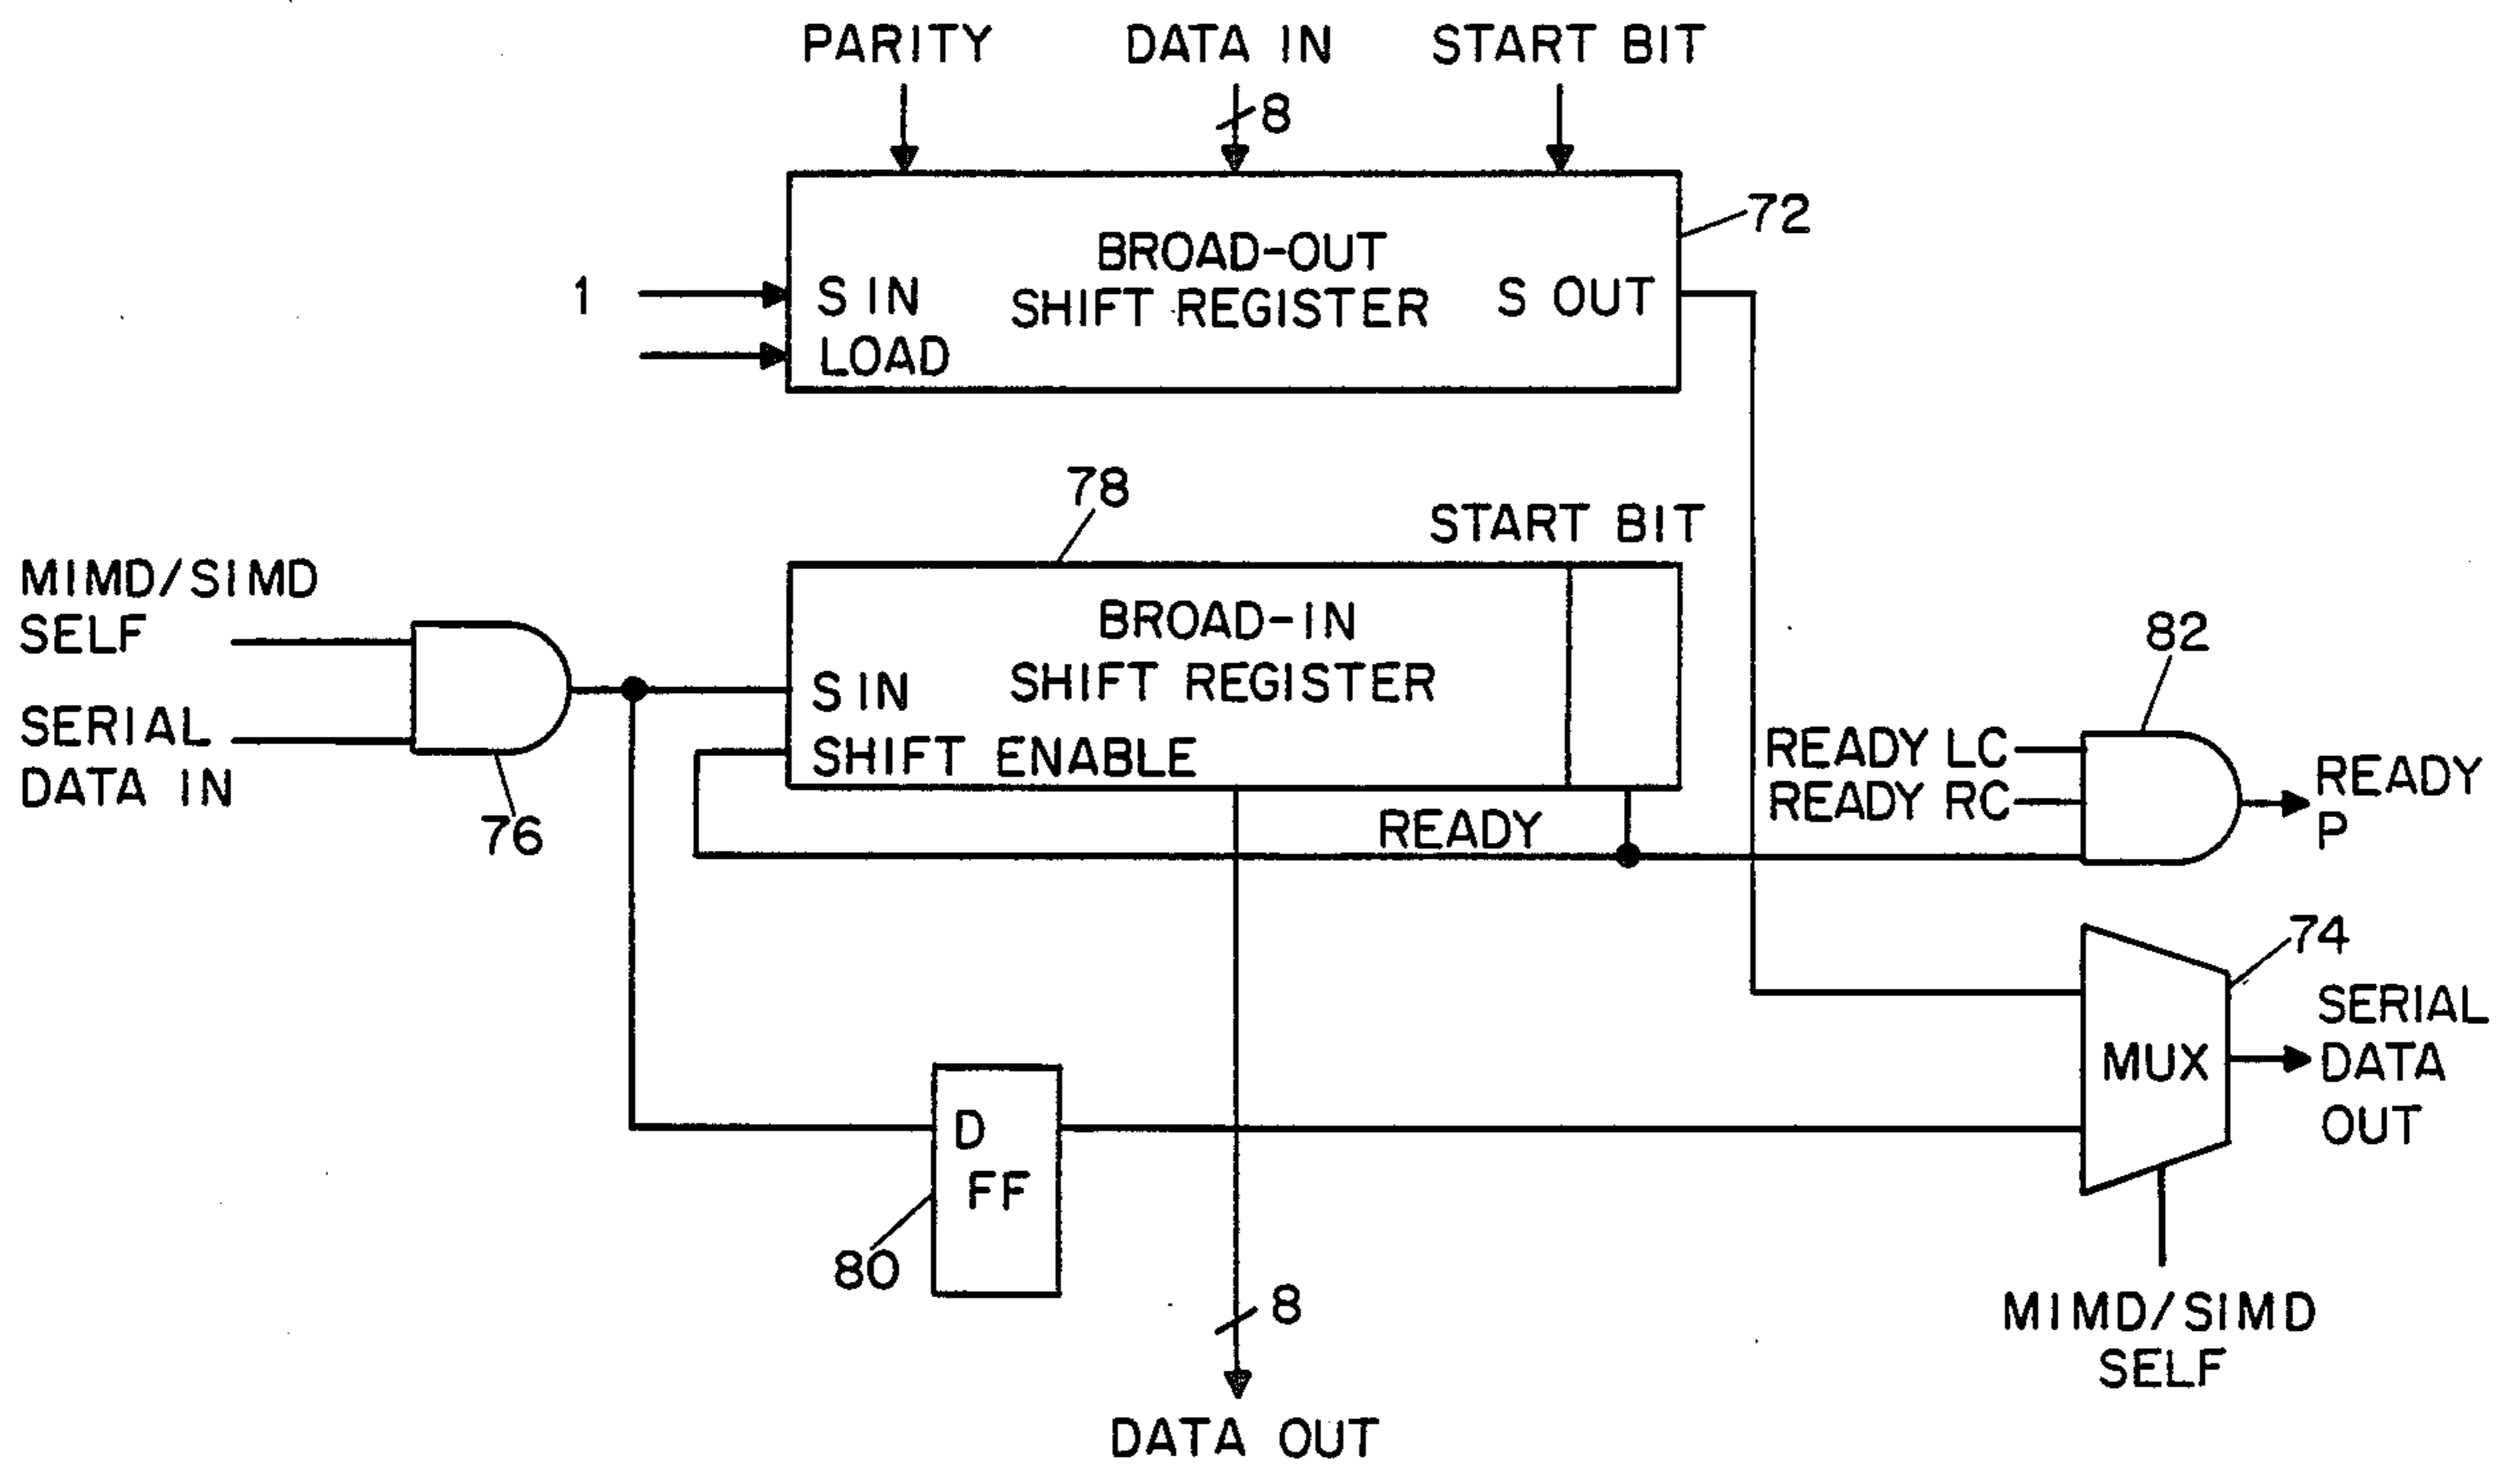 PARITY
DATA IN
START BIT
8
72
BROAD-OUT
SHIFT REGISTER
1
S IN
S OUT
LOAD
78
START BIT
MIMD/SIMD
SELF
BROAD-IN
SHIFT REGISTER
82
S IN
SERIAL
DATA IN
SHIFT ENABLE
76
READY LC
READY RC
READY
P
READY
74
SERIAL
DATA
OUT
MUX
D
FF
80
8
MIMD/SIMD
SELF
DATA OUT